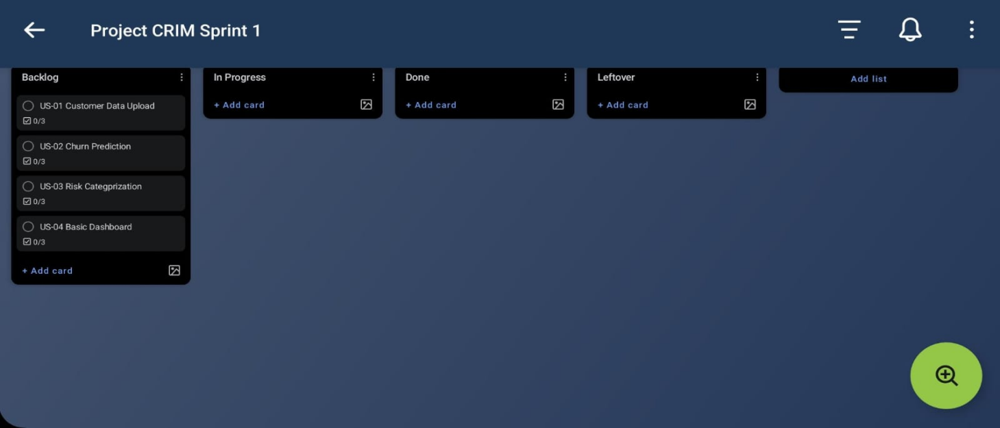 Project CRIM Sprint 1
Backlog
US-01 Customer Data Upload
0/3
US-02 Churn Prediction
0/3
US-03 Risk Categprization
0/3
US-04 Basic Dashboard
0/3
+ Add card
In Progress
+ Add card
Done
+ Add card
Leftover
+ Add card
Add list